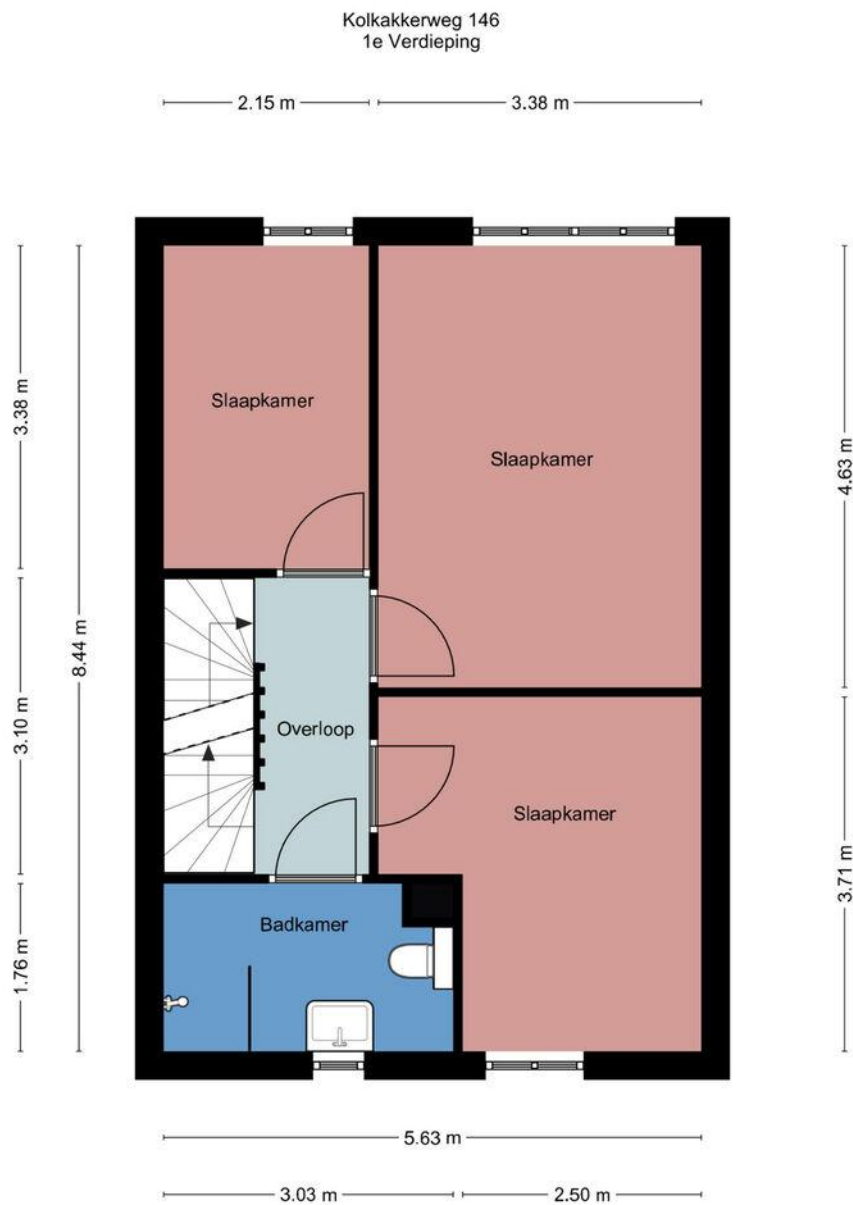 Kolkakkerweg 146
1e Verdieping
2.15 m
3.38 m
3.38 m
8.44 m
3.10 m
1.76 m
4.63 m
3.71 m
Slaapkamer
Slaapkamer
Overloop
Slaapkamer
Badkamer
5.63 m
3.03 m
2.50 m